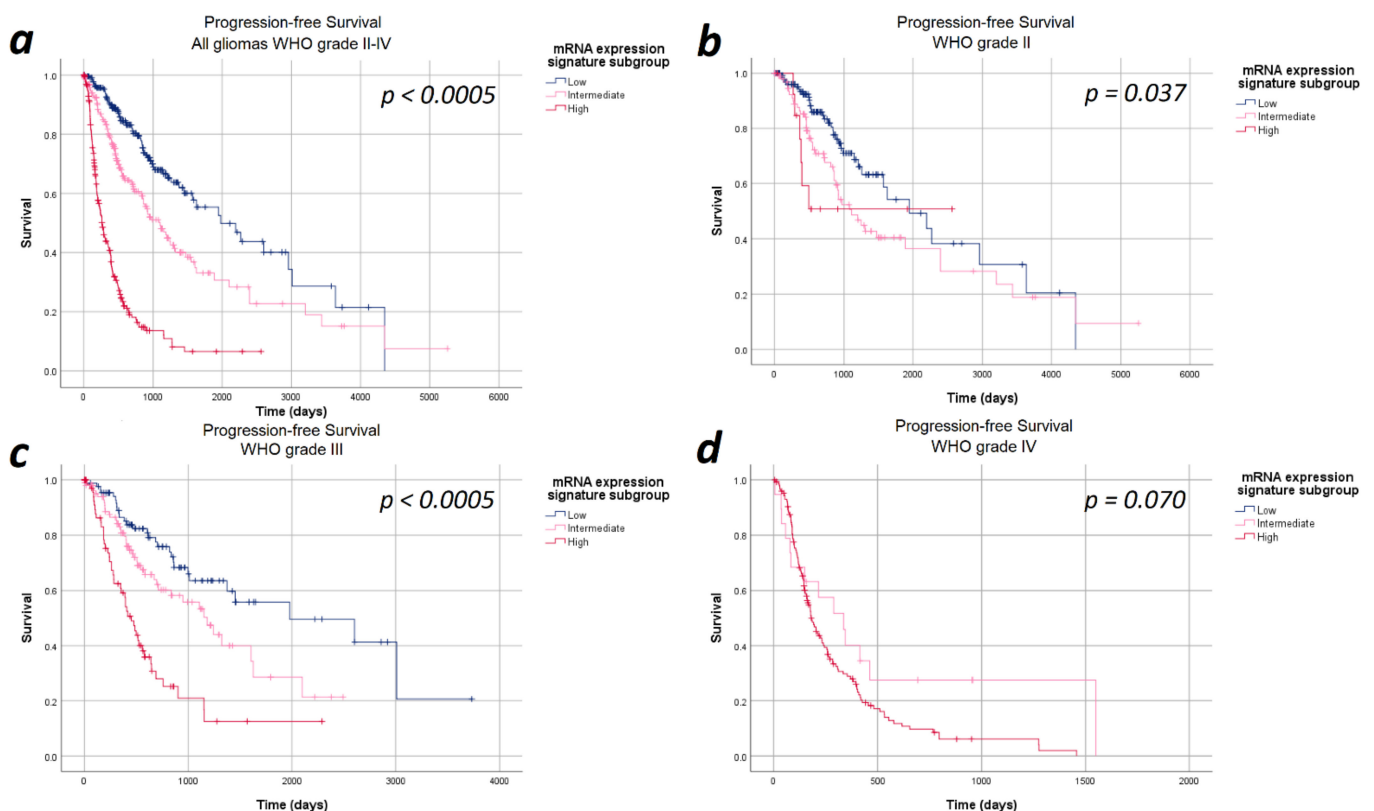 a
Progression-free Survival
All gliomas WHO grade II-IV
p < 0.0005
mRNA expression
signature subgroup
Low
Intermediate
High
Survival
1.0
0.8
0.6
0.4
0.2
0.0
0
1000
2000
3000
4000
5000
6000
Time (days)
b
Progression-free Survival
WHO grade II
p = 0.037
mRNA expression
signature subgroup
Low
Intermediate
High
Survival
1.0
0.8
0.6
0.4
0.2
0.0
0
1000
2000
3000
4000
5000
6000
Time (days)
c
Progression-free Survival
WHO grade III
p < 0.0005
mRNA expression
signature subgroup
Low
Intermediate
High
Survival
1.0
0.8
0.6
0.4
0.2
0.0
0
1000
2000
3000
4000
Time (days)
d
Progression-free Survival
WHO grade IV
p = 0.070
mRNA expression
signature subgroup
Low
Intermediate
High
Survival
1.0
0.8
0.6
0.4
0.2
0.0
0
500
1000
1500
2000
Time (days)